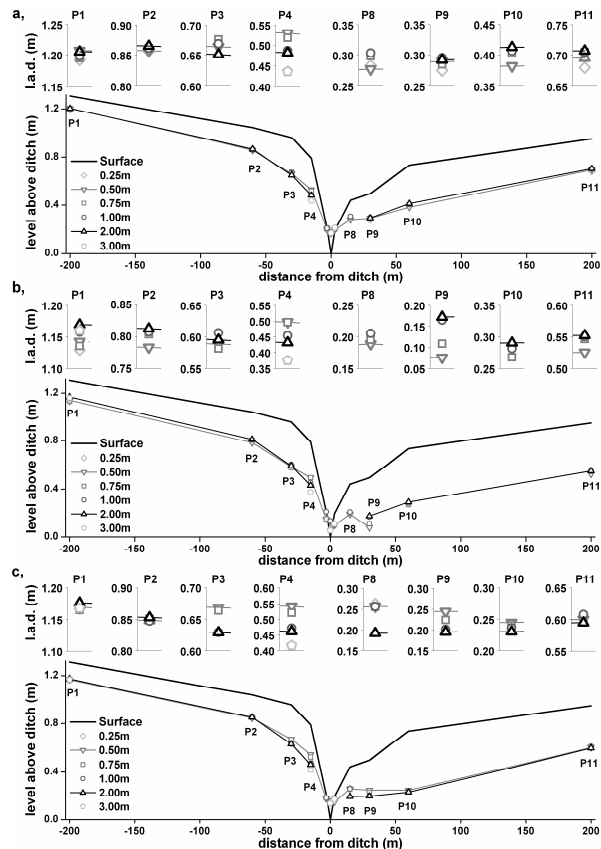 a, P1 P2 P3 P4 P8 P9 P10 P11
l.a.d. (m)
1.25 0.90 0.70 0.55 0.35 0.35 0.45 0.75
0.50
1.20 0.85 0.65 0.45 0.30 0.30 0.40 0.70
1.15 0.80 0.60 0.40 0.25 0.25 0.35 0.65
level above ditch (m)
1.2
P1
Surface
0.25m
0.8
0.50m
0.75m
1.00m
0.4
2.00m
3.00m
0.0
P2
P3
P4
P8 P9 P10
P11
-200 -150 -100 -50 0 50 100 150 200
distance from ditch (m)
b, P1 P2 P3 P4 P8 P9 P10 P11
l.a.d. (m)
1.20 0.85 0.65 0.55 0.25 0.20 0.35 0.60
0.50
0.45 0.15
1.15 0.80 0.60 0.20 0.30 0.55
0.40 0.10
1.10 0.75 0.55 0.35 0.15 0.05 0.25 0.50
level above ditch (m)
1.2
P1
Surface
0.25m
0.8
0.50m
0.75m
1.00m
0.4
2.00m
3.00m
0.0
P2
P3
P4
P8
P9
P10
P11
-200 -150 -100 -50 0 50 100 150 200
distance from ditch (m)
c, P1 P2 P3 P4 P8 P9 P10 P11
l.a.d. (m)
1.20 0.90 0.70 0.60 0.30 0.30 0.30 0.65
0.55 0.25
1.15 0.85 0.65 0.50 0.25 0.25 0.60
0.45 0.20 0.20
1.10 0.80 0.60 0.40 0.15 0.15 0.20 0.55
level above ditch (m)
1.2
P1
Surface
0.25m
0.8
0.50m
0.75m
1.00m
0.4
2.00m
3.00m
0.0
P2
P3
P4
P8 P9 P10
P11
-200 -150 -100 -50 0 50 100 150 200
distance from ditch (m)